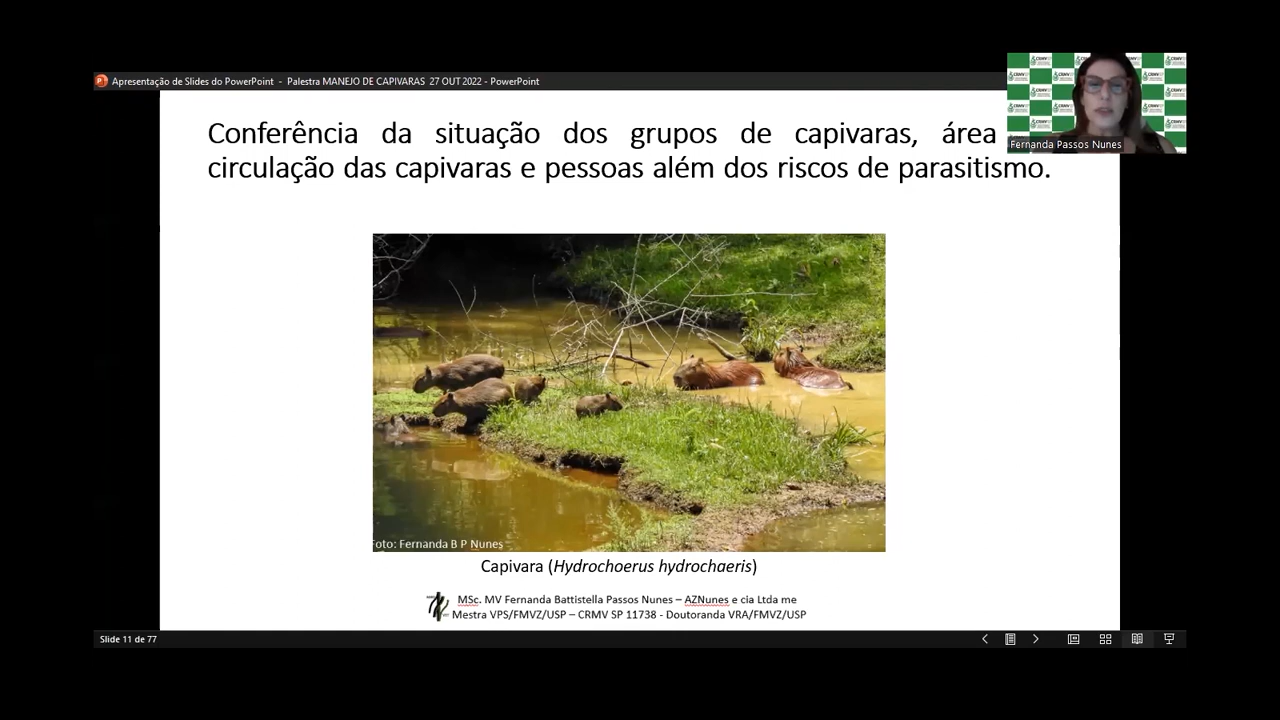 Apresentação de Slides do PowerPoint - Palestra MANEJO DE CAPIVARAS 27 OUT 2022 - PowerPoint
Fernanda Passos Nunes
Conferência da situação dos grupos de capivaras, área
circulação das capivaras e pessoas além dos riscos de parasitismo.
Foto: Fernanda B P Nunes
Capivara (Hydrochoerus hydrochaeris)
MSc. MV Fernanda Battistella Passos Nunes – AZNunes e cia Ltda me
Mestra VPS/FMVZ/USP – CRMV SP 11738 - Doutoranda VRA/FMVZ/USP
Slide 11 de 77